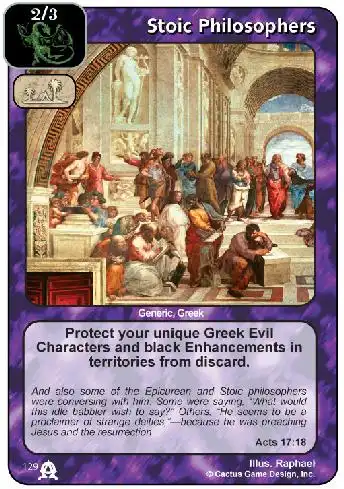 2/3
Stoic Philosophers
Generic, Greek
Protect your unique Greek Evil
Characters and black Enhancements in
territories from discard.
And also some of the Epicurean and Stoic philosophers
were conversing with him. Some were saying, "What would
this idle babbler wish to say?" Others, "He seems to be a
proclaimer of strange deities,"—because he was preaching
Jesus and the resurrection
Acts 17:18
129
Illus. Raphael
© Cactus Game Design, Inc.